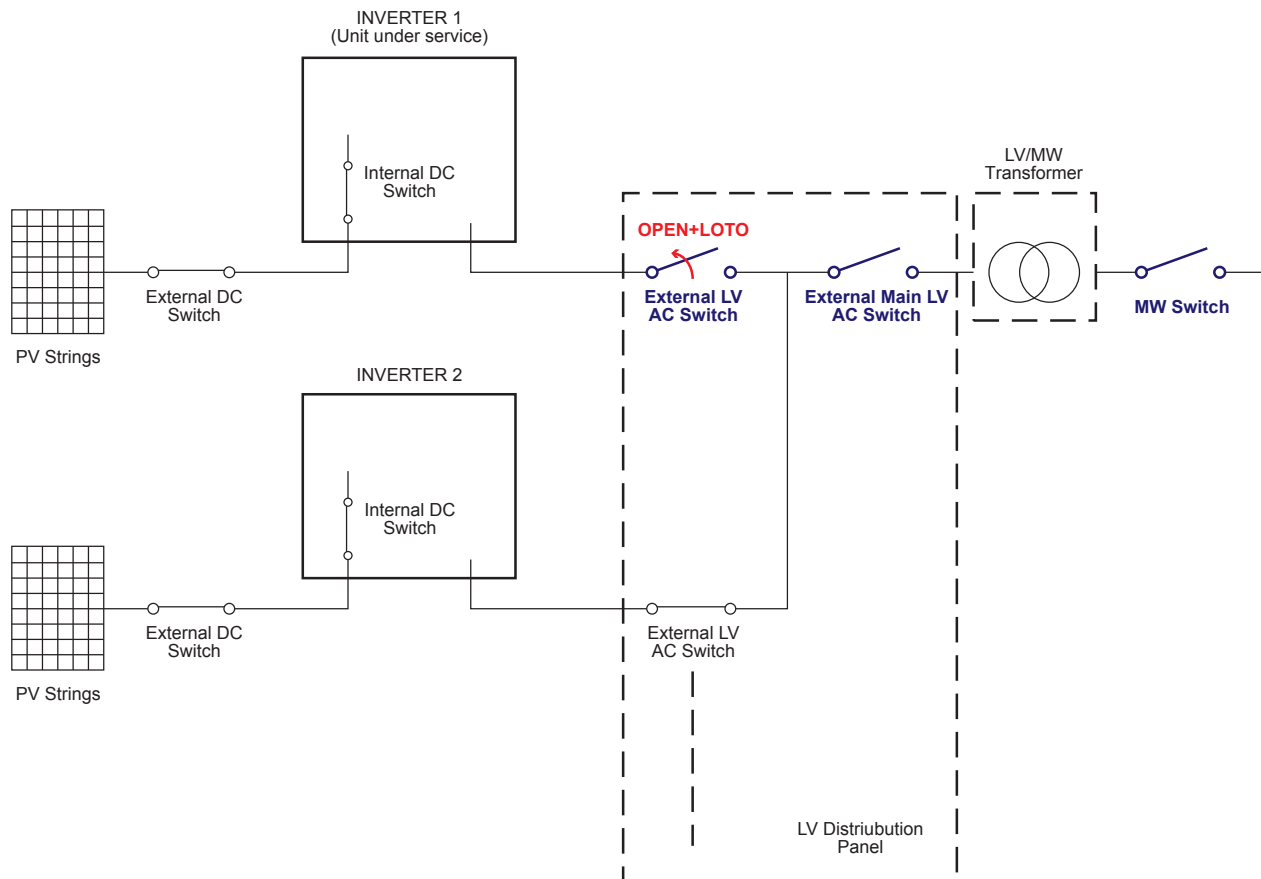 INVERTER 1
(Unit under service)
Internal DC
Switch
LV/MW
Transformer
OPEN+LOTO
External DC
Switch
External LV
AC Switch
External Main LV
AC Switch
MW Switch
PV Strings
INVERTER 2
Internal DC
Switch
External DC
Switch
External LV
AC Switch
PV Strings
LV Distriubution
Panel